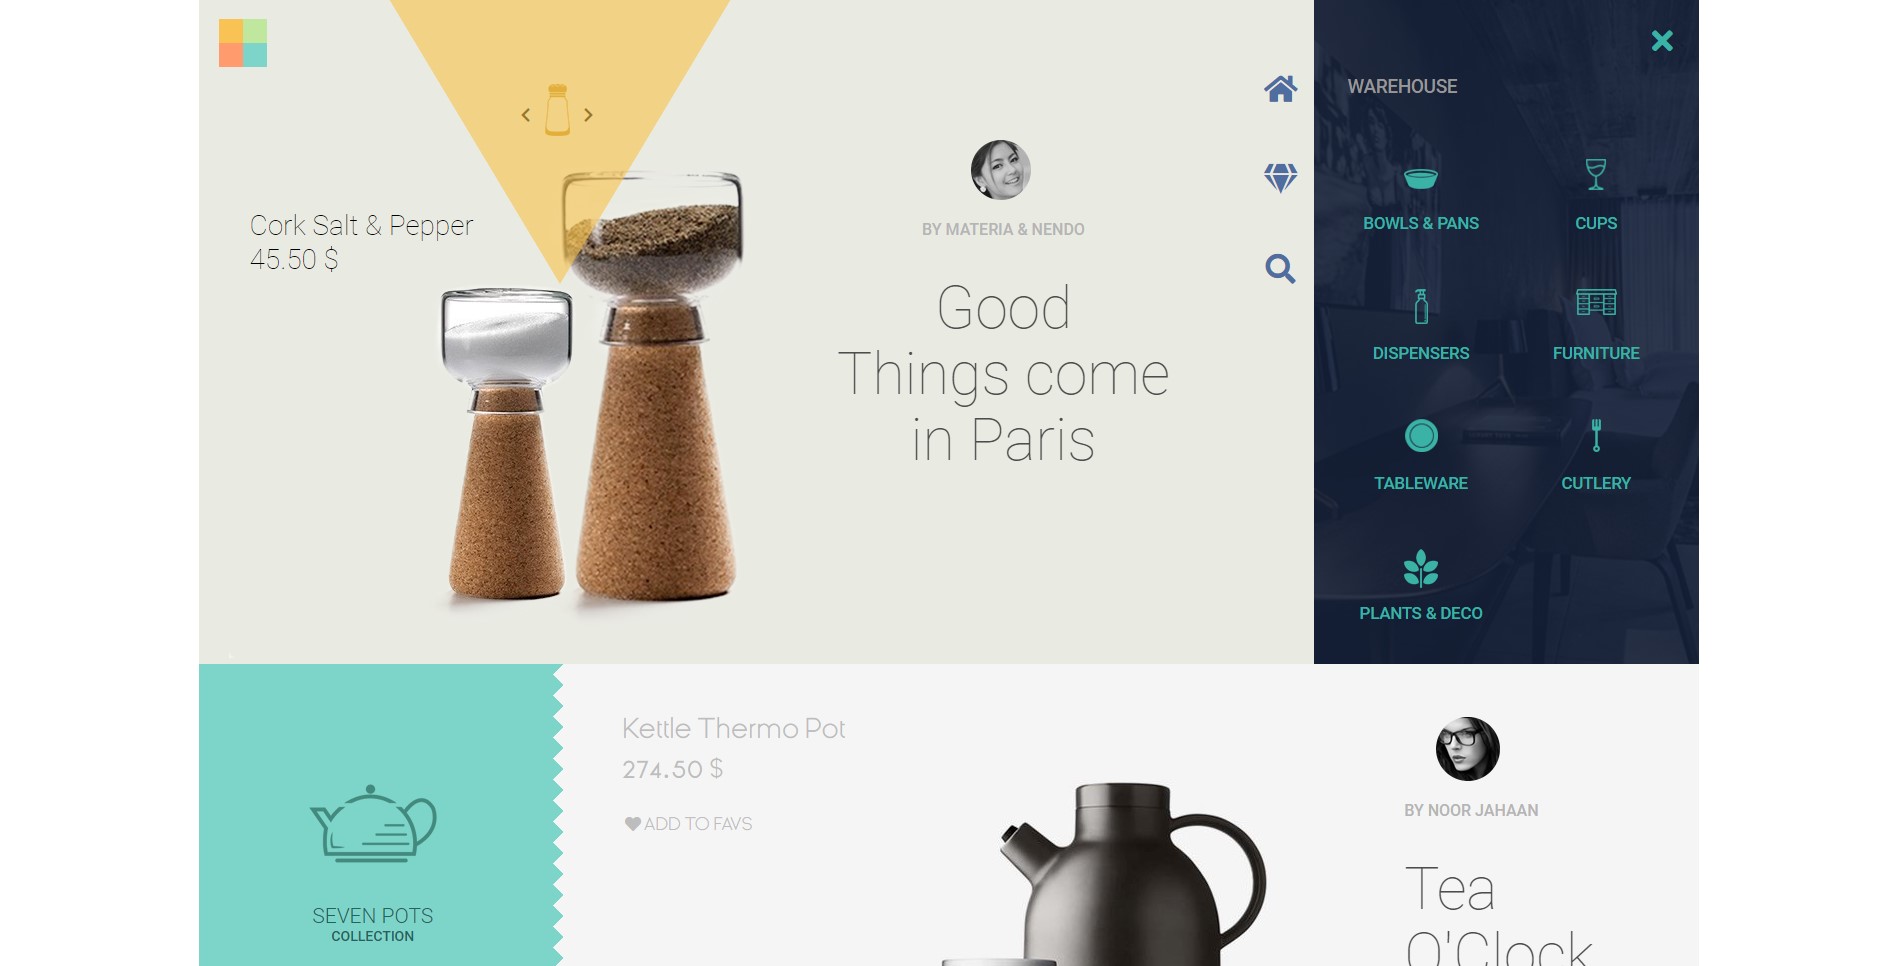 WAREHOUSE
Cork Salt & Pepper
45.50 $
BY MATERIA & NENDO
Good
Things come
in Paris
BOWLS & PANS
CUPS
DISPENSERS
FURNITURE
TABLEWARE
CUTLERY
PLANTS & DECO
Kettle Thermo Pot
274.50 $
ADD TO FAVS
SEVEN POTS
COLLECTION
BY NOOR JAHAAN
Tea
O'Clock